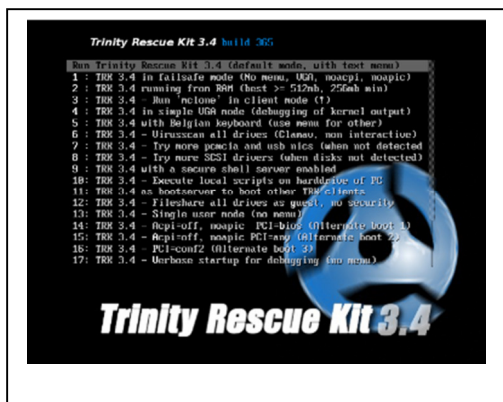 Trinity Rescue Kit 3.4 build 365
Run Trinity Rescue Kit 3.4 (default mode, with text menu)
1 : TRK 3.4 in failsafe mode (No menu, VGA, noacpi, noapic)
2 : TRK 3.4 running from RAM (best >= 512mb, 256mb min)
3 : TRK 3.4 - Run 'mclone' in client mode (!)
4 : TRK 3.4 in simple VGA mode (debugging of kernel output)
5 : TRK 3.4 with Belgian keyboard (use menu for other)
6 : TRK 3.4 - Virusscan all drives (Clamav, non interactive)
7 : TRK 3.4 - Try more pcmcia and usb nics (when not detected
8 : TRK 3.4 - Try more SCSI drivers (when disks not detected)
9 : TRK 3.4 with a secure shell server enabled
10: TRK 3.4 - Execute local scripts on harddrive of PC
11: TRK 3.4 as bootserver to boot other TRK clients
12: TRK 3.4 - Fileshare all drives as guest, no security
13: TRK 3.4 - Single user mode (no menu)
14: TRK 3.4 - Acpi=off, noapic PCI=bios (Alternate boot 1)
15: TRK 3.4 - Acpi=off, noapic PCI=any (Alternate boot 2)
16: TRK 3.4 - PCI=conf2 (Alternate boot 3)
17: TRK 3.4 - Verbose startup for debugging (no menu)
Trinity Rescue Kit 3.4